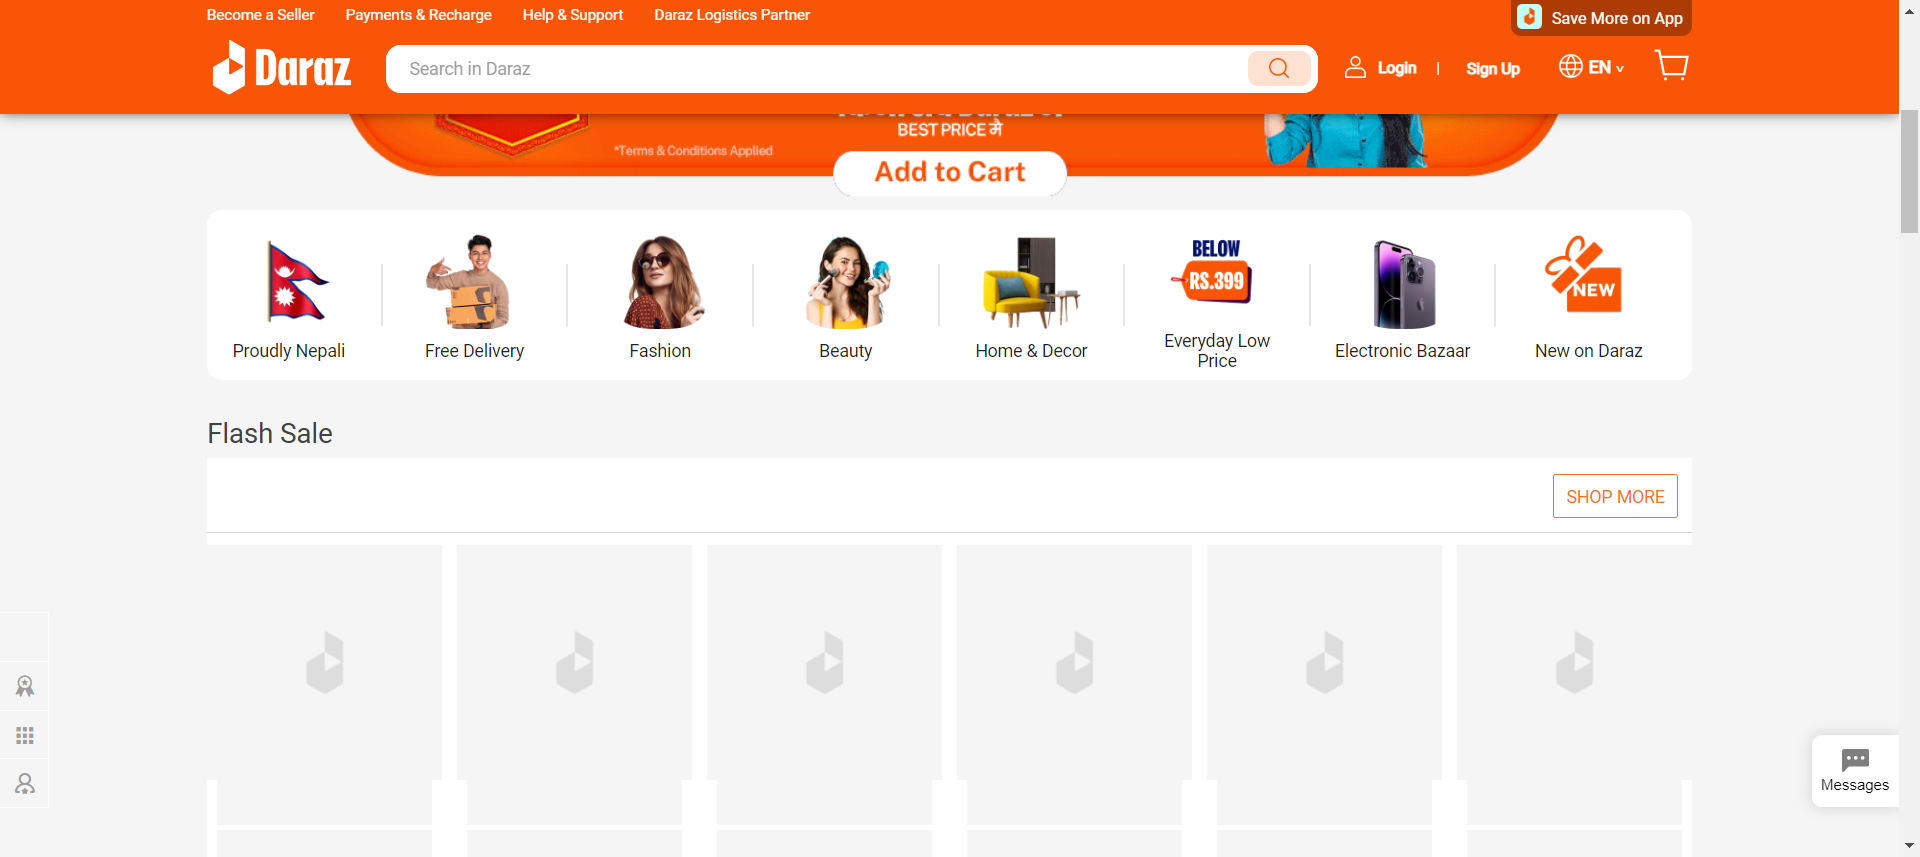 Become a Seller
Payments & Recharge
Help & Support
Daraz Logistics Partner
Save More on App
Daraz
Search in Daraz
Login
|
Sign Up
EN
BEST PRICE मै
*Terms & Conditions Applied
Add to Cart
BELOW
RS.399
NEW
Proudly Nepali
Free Delivery
Fashion
Beauty
Home & Decor
Everyday Low
Price
Electronic Bazaar
New on Daraz
Flash Sale
SHOP MORE
Messages